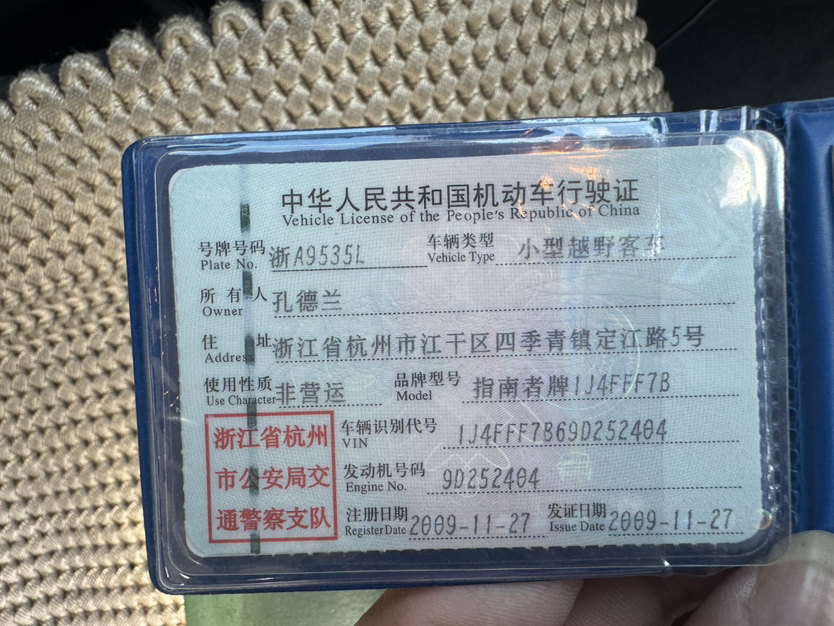 中华人民共和国机动车行驶证
Vehicle License of the People's Republic of China
号牌号码 浙A9535L 车辆类型 小型越野客车
Plate No. Vehicle Type
所有人 孔德兰
Owner
住址 浙江省杭州市江干区四季青镇定江路5号
Address
使用性质 非营运 品牌型号 指南者牌1J4FFF7B
Use Character Model
浙江省杭州
市公安局交
通警察支队
车辆识别代号 1J4FFF7B69D252404
VIN
发动机号码 9D252404
Engine No.
注册日期 2009-11-27 发证日期 2009-11-27
Register Date Issue Date